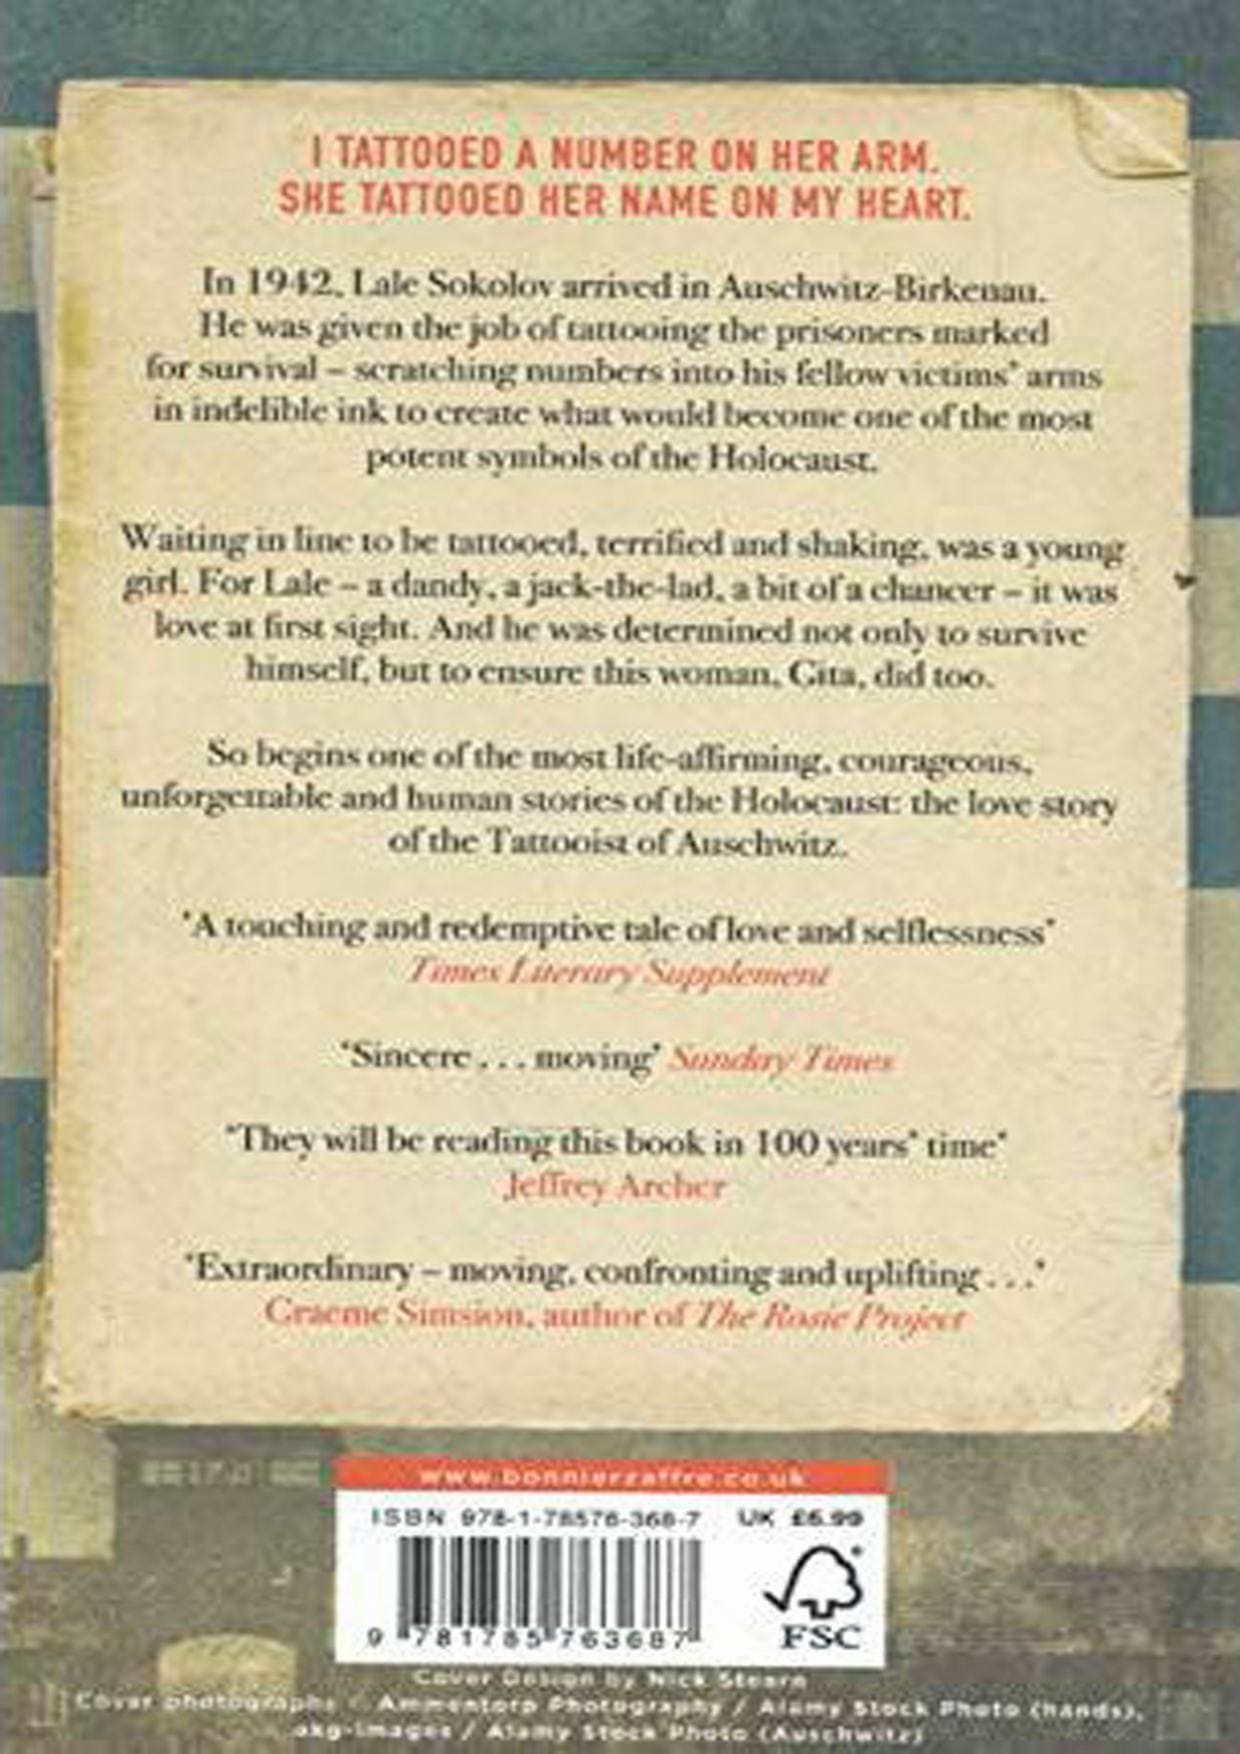 I TATTOOED A NUMBER ON HER ARM.
SHE TATTOOED HER NAME ON MY HEART.
In 1942, Lale Sokolov arrived in Auschwitz-Birkenau.
He was given the job of tattooing the prisoners marked
for survival – scratching numbers into his fellow victims' arms
in indelible ink to create what would become one of the most
potent symbols of the Holocaust.
Waiting in line to be tattooed, terrified and shaking, was a young
girl. For Lale – a dandy, a jack-the-lad, a bit of a chancer – it was
love at first sight. And he was determined not only to survive
himself, but to ensure this woman, Gita, did too.
So begins one of the most life-affirming, courageous,
unforgettable and human stories of the Holocaust: the love story
of the Tattooist of Auschwitz.
'A touching and redemptive tale of love and selflessness'
Times Literary Supplement
'Sincere . . . moving' Sunday Times
'They will be reading this book in 100 years' time'
Jeffrey Archer
'Extraordinary – moving, confronting and uplifting . . .'
Graeme Simsion, author of The Rosie Project
www.bonnierzaffre.co.uk
ISBN 978-1-78576-368-7 UK
9 781785 763687
FSC
Cover Design by Nick Stearn
Cover photographs © Ammentorp Photography / Alamy Stock Photo (hands),
akg-images / Alamy Stock Photo (Auschwitz)